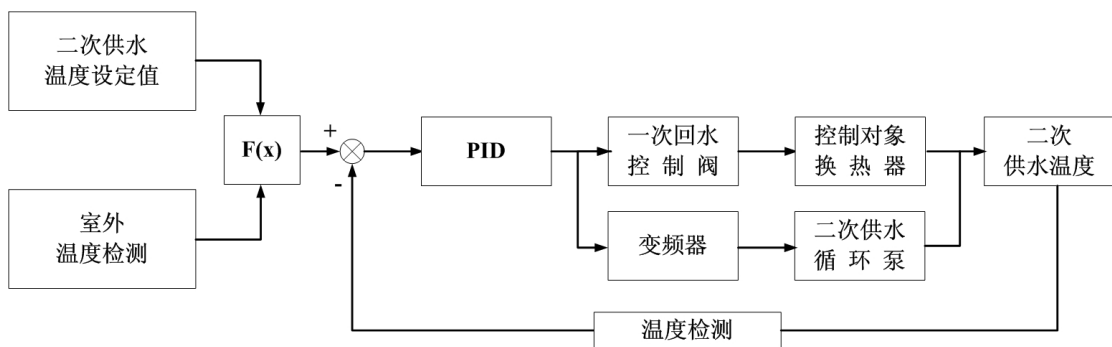 二次供水
温度设定值
室外
温度检测
F(x)
+
-
PID
一次回水
控 制 阀
变频器
控制对象
换 热 器
二次供水
循 环 泵
二次
供水温度
温度检测